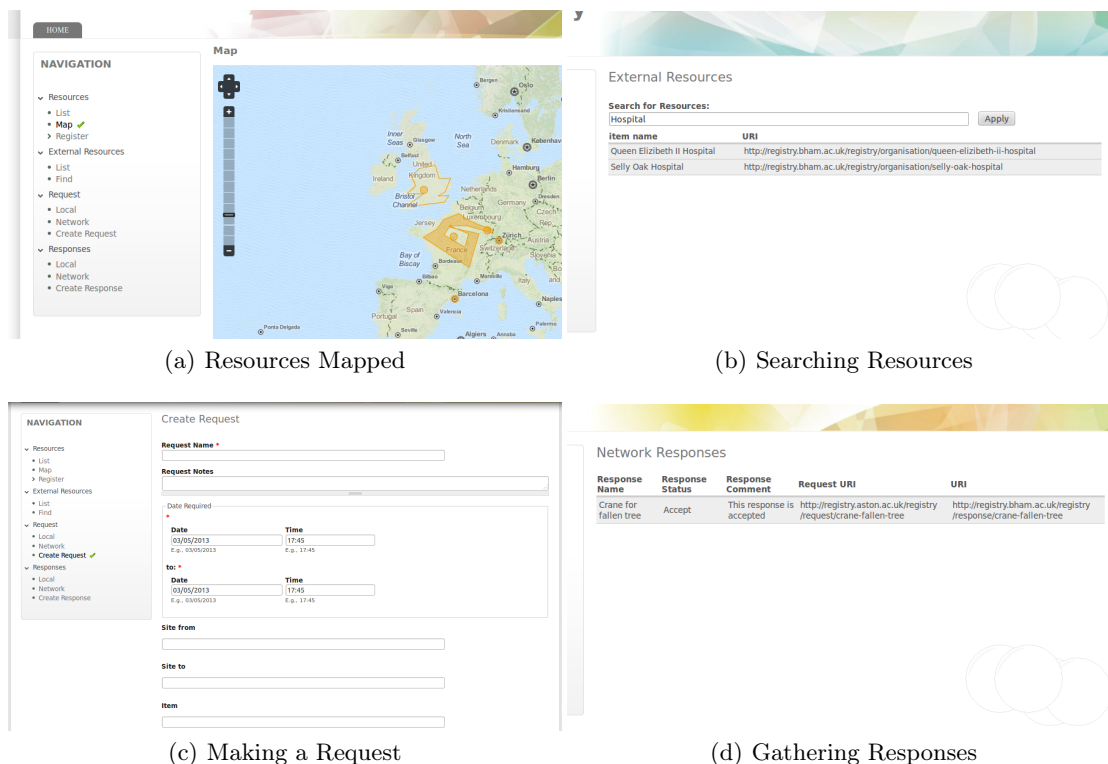 HOME
NAVIGATION
Resources
List
Map
Register
External Resources
List
Find
Request
Local
Network
Create Request
Responses
Local
Network
Create Response
Map
Bergen
Oslo
Kristiansand
Inner
Seas
Glasgow
North
Sea
Denmark
København
Belfast
United
Kingdom
Ireland
Hamburg
Berlin
Netherlands
Bristol
Channel
Belgium
Germany
Dresden
Luxembourg
Czech
Rep.
Jersey
Zürich
Austria
France
Switzerland
Slovenia
Bay of
Biscay
Bordeaux
Bo
and
Bilbao
Marseille
Italy
Vigo
Barcelona
Naples
Portugal
Spain
Valencia
Ponta Delgada
Seville
Algiers
Annaba
Palermo
(a) Resources Mapped
y
External Resources
Search for Resources:
Hospital
Apply
item name URI
Queen Elizibeth II Hospital http://registry.bham.ac.uk/registry/organisation/queen-elizibeth-ii-hospital
Selly Oak Hospital http://registry.bham.ac.uk/registry/organisation/selly-oak-hospital
(b) Searching Resources
NAVIGATION
Resources
List
Map
Register
External Resources
List
Find
Request
Local
Network
Create Request
Responses
Local
Network
Create Response
Create Request
Request Name *
Request Notes
Date Required
*
Date Time
03/05/2013 17:45
E.g., 03/05/2013 E.g., 17:45
to: *
Date Time
03/05/2013 17:45
E.g., 03/05/2013 E.g., 17:45
Site from
Site to
Item
(c) Making a Request
Network Responses
Response Response Response Request URI URI
Name Status Comment
Crane for Accept This response is http://registry.aston.ac.uk/registry http://registry.bham.ac.uk/registry
fallen tree accepted /request/crane-fallen-tree /response/crane-fallen-tree
(d) Gathering Responses